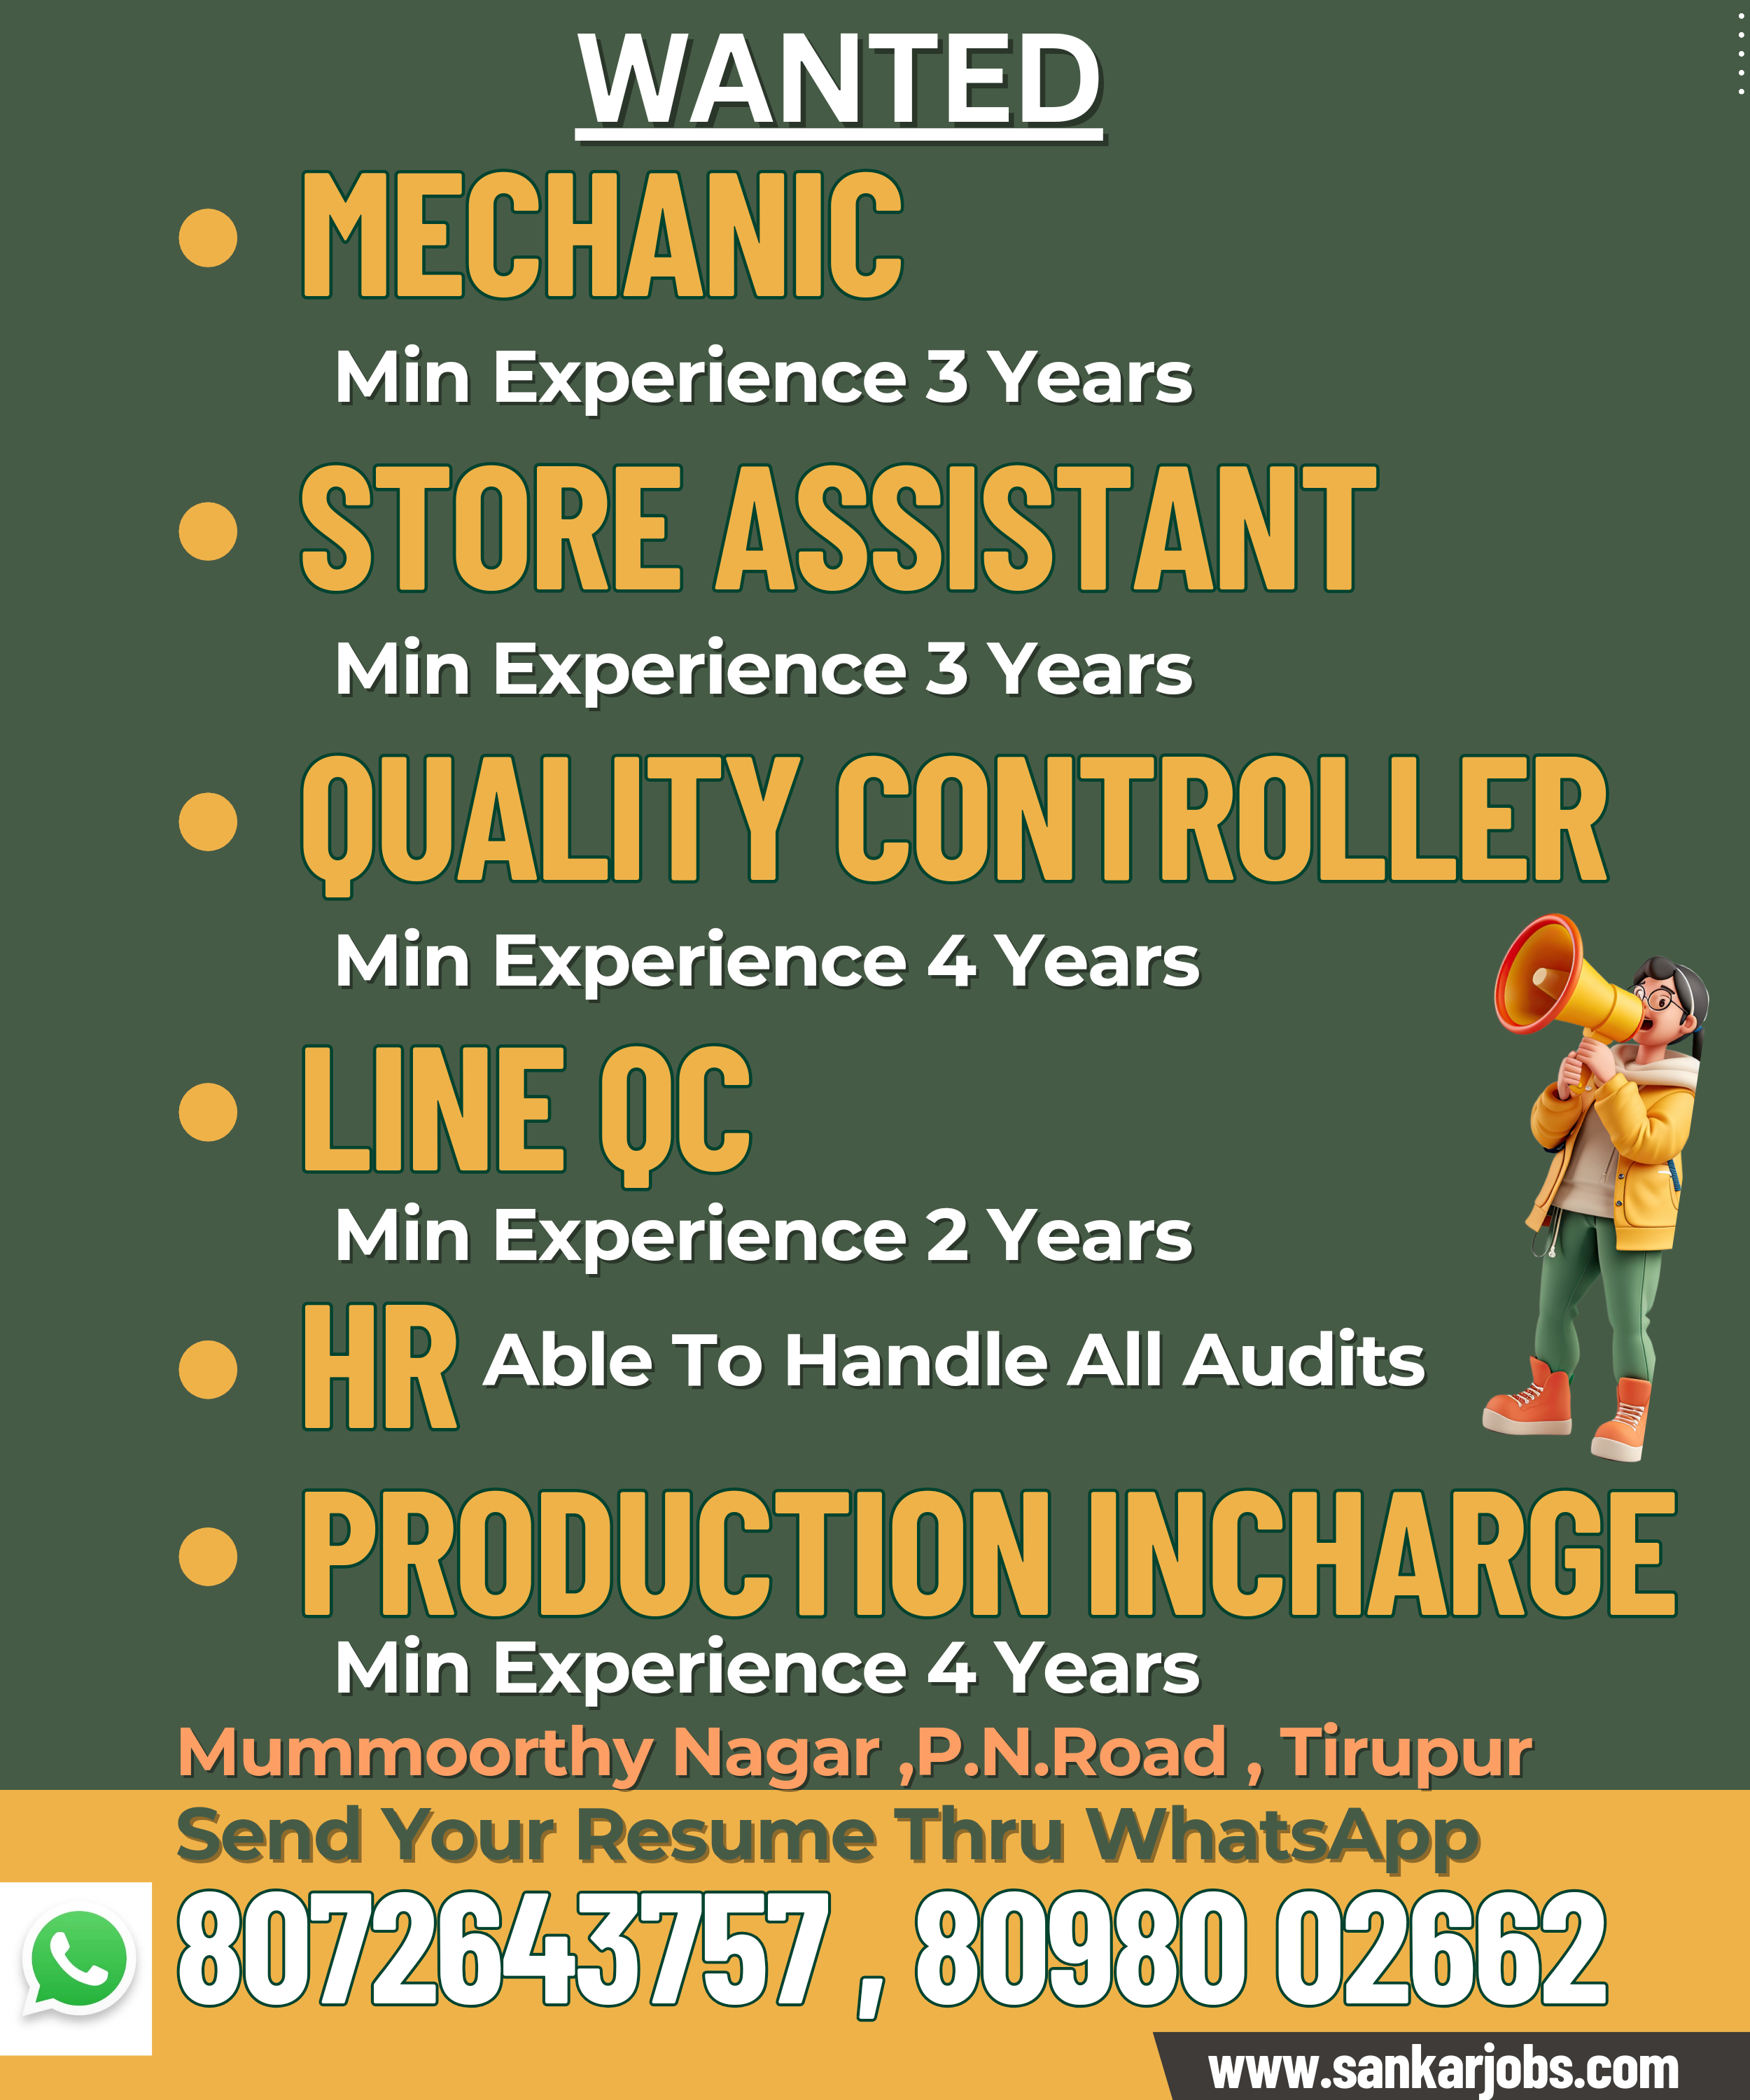 WANTED
MECHANIC
Min Experience 3 Years
STORE ASSISTANT
Min Experience 3 Years
QUALITY CONTROLLER
Min Experience 4 Years
LINE QC
Min Experience 2 Years
HR Able To Handle All Audits
PRODUCTION INCHARGE
Min Experience 4 Years
Mummoorthy Nagar ,P.N.Road , Tirupur
Send Your Resume Thru WhatsApp
8072643757 , 80980 02662
www.sankarjobs.com